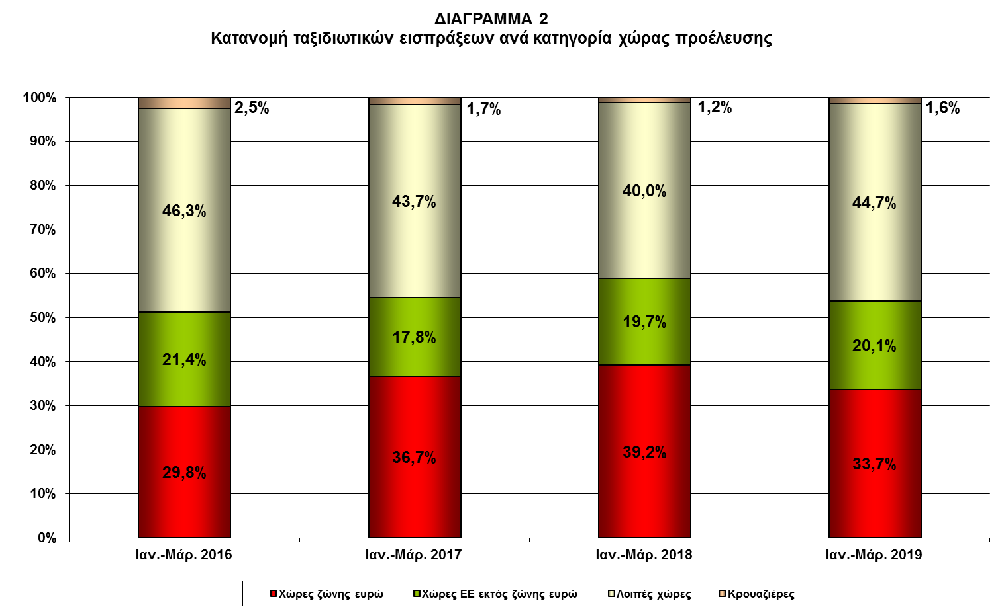 ΔΙΑΓΡΑΜΜΑ 2
Κατανομή ταξιδιωτικών εισπράξεων ανά κατηγορία χώρας προέλευσης
100%
90%
80%
70%
60%
50%
40%
30%
20%
10%
0%
2,5%
1,7%
1,2%
1,6%
46,3%
43,7%
40,0%
44,7%
21,4%
17,8%
19,7%
20,1%
29,8%
36,7%
39,2%
33,7%
Ιαν.-Μάρ. 2016
Ιαν.-Μάρ. 2017
Ιαν.-Μάρ. 2018
Ιαν.-Μάρ. 2019
Χώρες ζώνης ευρώ
Χώρες ΕΕ εκτός ζώνης ευρώ
Λοιπές χώρες
Κρουαζιέρες